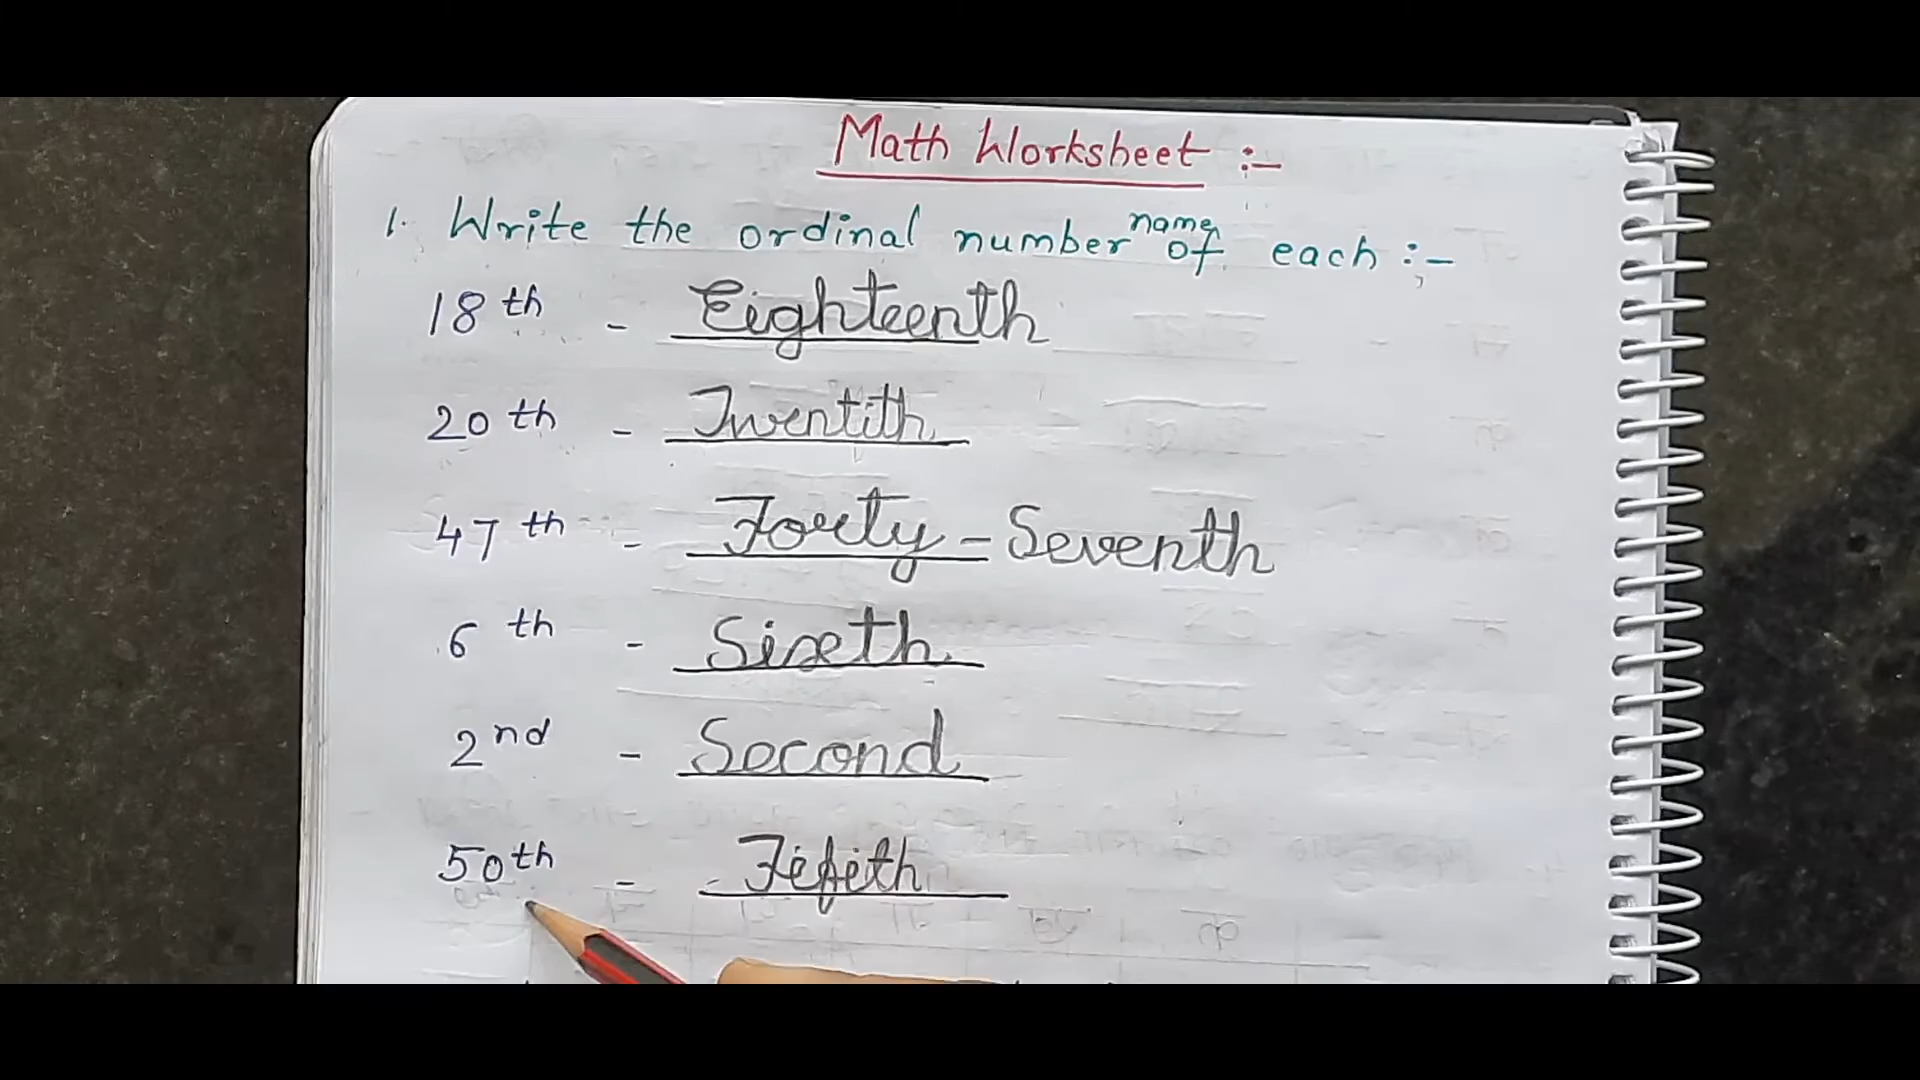 Math Worksheet :-
1. Write the ordinal number name of each :-
18th - Eighteenth
20th - Twentith
47th - Forty-Seventh
6th - Sixth
2nd - Second
50th - Fifith